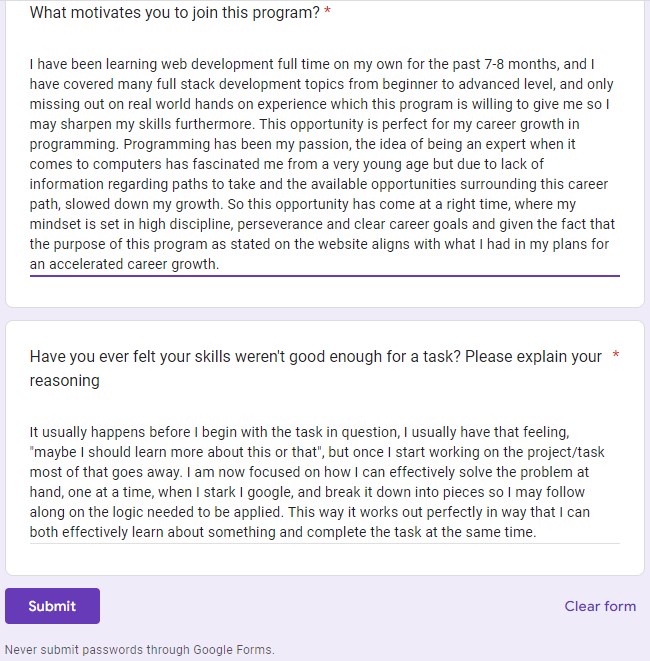 What motivates you to join this program? *
I have been learning web development full time on my own for the past 7-8 months, and I
have covered many full stack development topics from beginner to advanced level, and only
missing out on real world hands on experience which this program is willing to give me so I
may sharpen my skills furthermore. This opportunity is perfect for my career growth in
programming. Programming has been my passion, the idea of being an expert when it
comes to computers has fascinated me from a very young age but due to lack of
information regarding paths to take and the available opportunities surrounding this career
path, slowed down my growth. So this opportunity has come at a right time, where my
mindset is set in high discipline, perseverance and clear career goals and given the fact that
the purpose of this program as stated on the website aligns with what I had in my plans for
an accelerated career growth.
Have you ever felt your skills weren't good enough for a task? Please explain your *
reasoning
It usually happens before I begin with the task in question, I usually have that feeling,
"maybe I should learn more about this or that", but once I start working on the project/task
most of that goes away. I am now focused on how I can effectively solve the problem at
hand, one at a time, when I stark I google, and break it down into pieces so I may follow
along on the logic needed to be applied. This way it works out perfectly in way that I can
both effectively learn about something and complete the task at the same time.
Submit
Clear form
Never submit passwords through Google Forms.